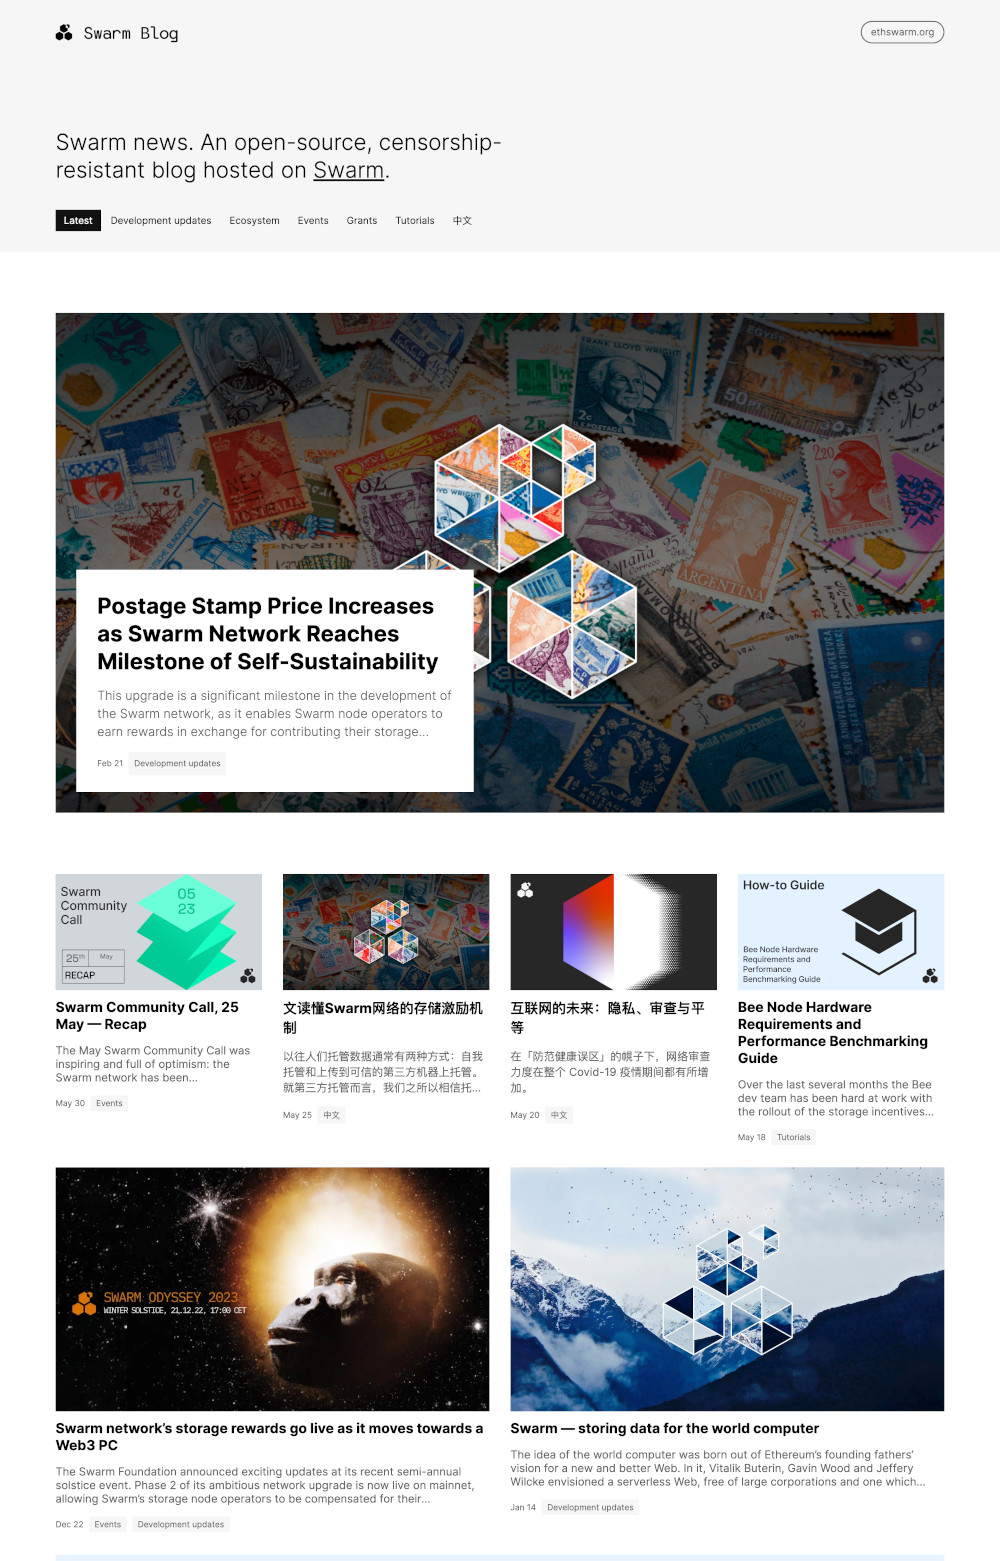 Swarm Blog
ethswarm.org
Swarm news. An open-source, censorship-
resistant blog hosted on Swarm.
Latest Development updates Ecosystem Events Grants Tutorials 中文
FRANK LLOYD WRIGHT
2c
U.S. POSTAGE
EGYPTE
50
2,20
ARGENTINA
España 25
Postage Stamp Price Increases
as Swarm Network Reaches
Milestone of Self-Sustainability
This upgrade is a significant milestone in the development of
the Swarm network, as it enables Swarm node operators to
earn rewards in exchange for contributing their storage...
Feb 21 Development updates
Swarm
Community
Call
05
23
25th May
RECAP
Swarm Community Call, 25
May — Recap
The May Swarm Community Call was
inspiring and full of optimism: the
Swarm network has been...
May 30 Events
文读懂Swarm网络的存储激励机
制
以往人们托管数据通常有两种方式：自我
托管和上传到可信的第三方机器上托管。
就第三方托管而言，我们之所以相信托...
May 25 中文
互联网的未来：隐私、审查与平
等
在「防范健康误区」的幌子下，网络审查
力度在整个 Covid-19 疫情期间都有所增
加。
May 20 中文
How-to Guide
Bee Node Hardware
Requirements and
Performance
Benchmarking Guide
Bee Node Hardware
Requirements and
Performance Benchmarking
Guide
Over the last several months the Bee
dev team has been hard at work with
the rollout of the storage incentives...
May 18 Tutorials
SWARM ODYSSEY 2023
WINTER SOLSTICE, 21.12.22, 17:00 CET
Swarm network’s storage rewards go live as it moves towards a
Web3 PC
The Swarm Foundation announced exciting updates at its recent semi-annual
solstice event. Phase 2 of its ambitious network upgrade is now live on mainnet,
allowing Swarm’s storage node operators to be compensated for their...
Dec 22 Events Development updates
Swarm — storing data for the world computer
The idea of the world computer was born out of Ethereum’s founding fathers’
vision for a new and better Web. In it, Vitalik Buterin, Gavin Wood and Jeffery
Wilcke envisioned a serverless Web, free of large corporations and one which...
Jan 14 Development updates